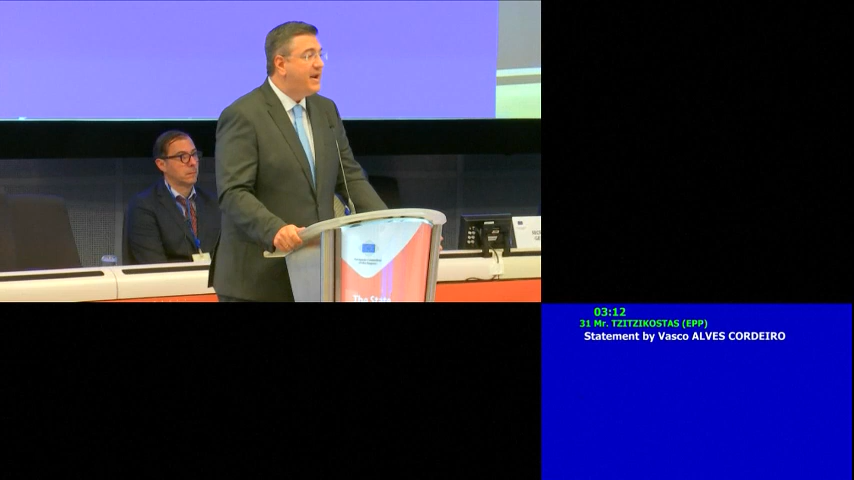 The State
03:12
31 Mr. TZITZIKOSTAS (EPP)
Statement by Vasco ALVES CORDEIRO